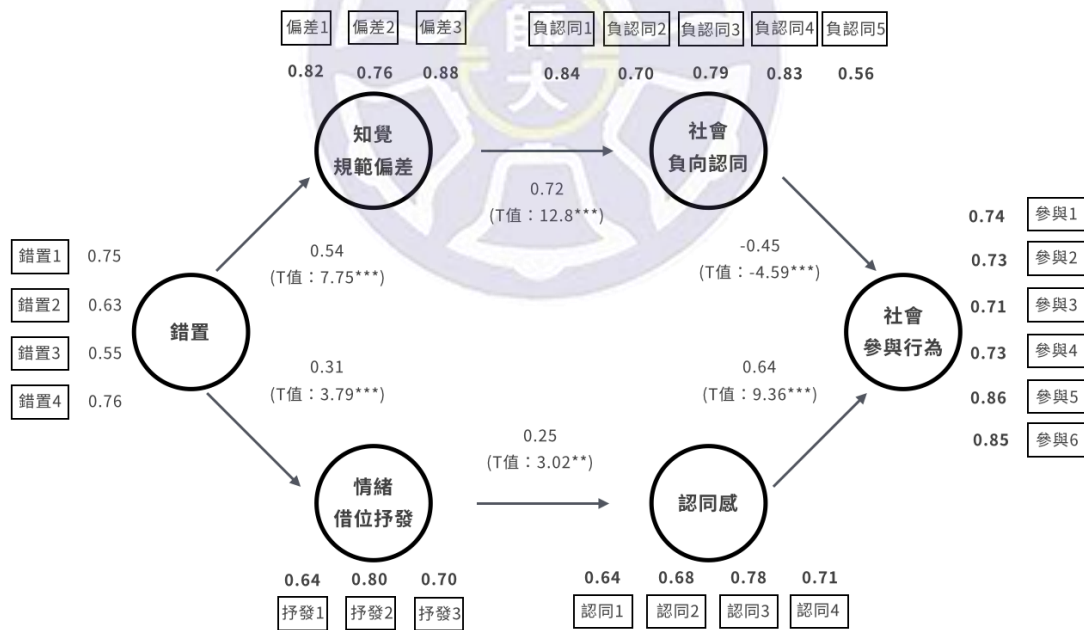 偏差1 偏差2 偏差3 負認同1 負認同2 負認同3 負認同4 負認同5
0.82 0.76 0.88 0.84 0.70 0.79 0.83 0.56
師
大
知覺
規範偏差
社會
負向認同
0.72
(T值：12.8***)
0.54
(T值：7.75***)
-0.45
(T值：-4.59***)
錯置1 0.75
錯置2 0.63
錯置3 0.55
錯置4 0.76
錯置
0.74 參與1
0.73 參與2
0.71 參與3
0.73 參與4
0.86 參與5
0.85 參與6
社會
參與行為
0.31
(T值：3.79***)
0.64
(T值：9.36***)
0.25
(T值：3.02**)
情緒
借位抒發
認同感
0.64 0.80 0.70
抒發1 抒發2 抒發3
0.64 0.68 0.78 0.71
認同1 認同2 認同3 認同4